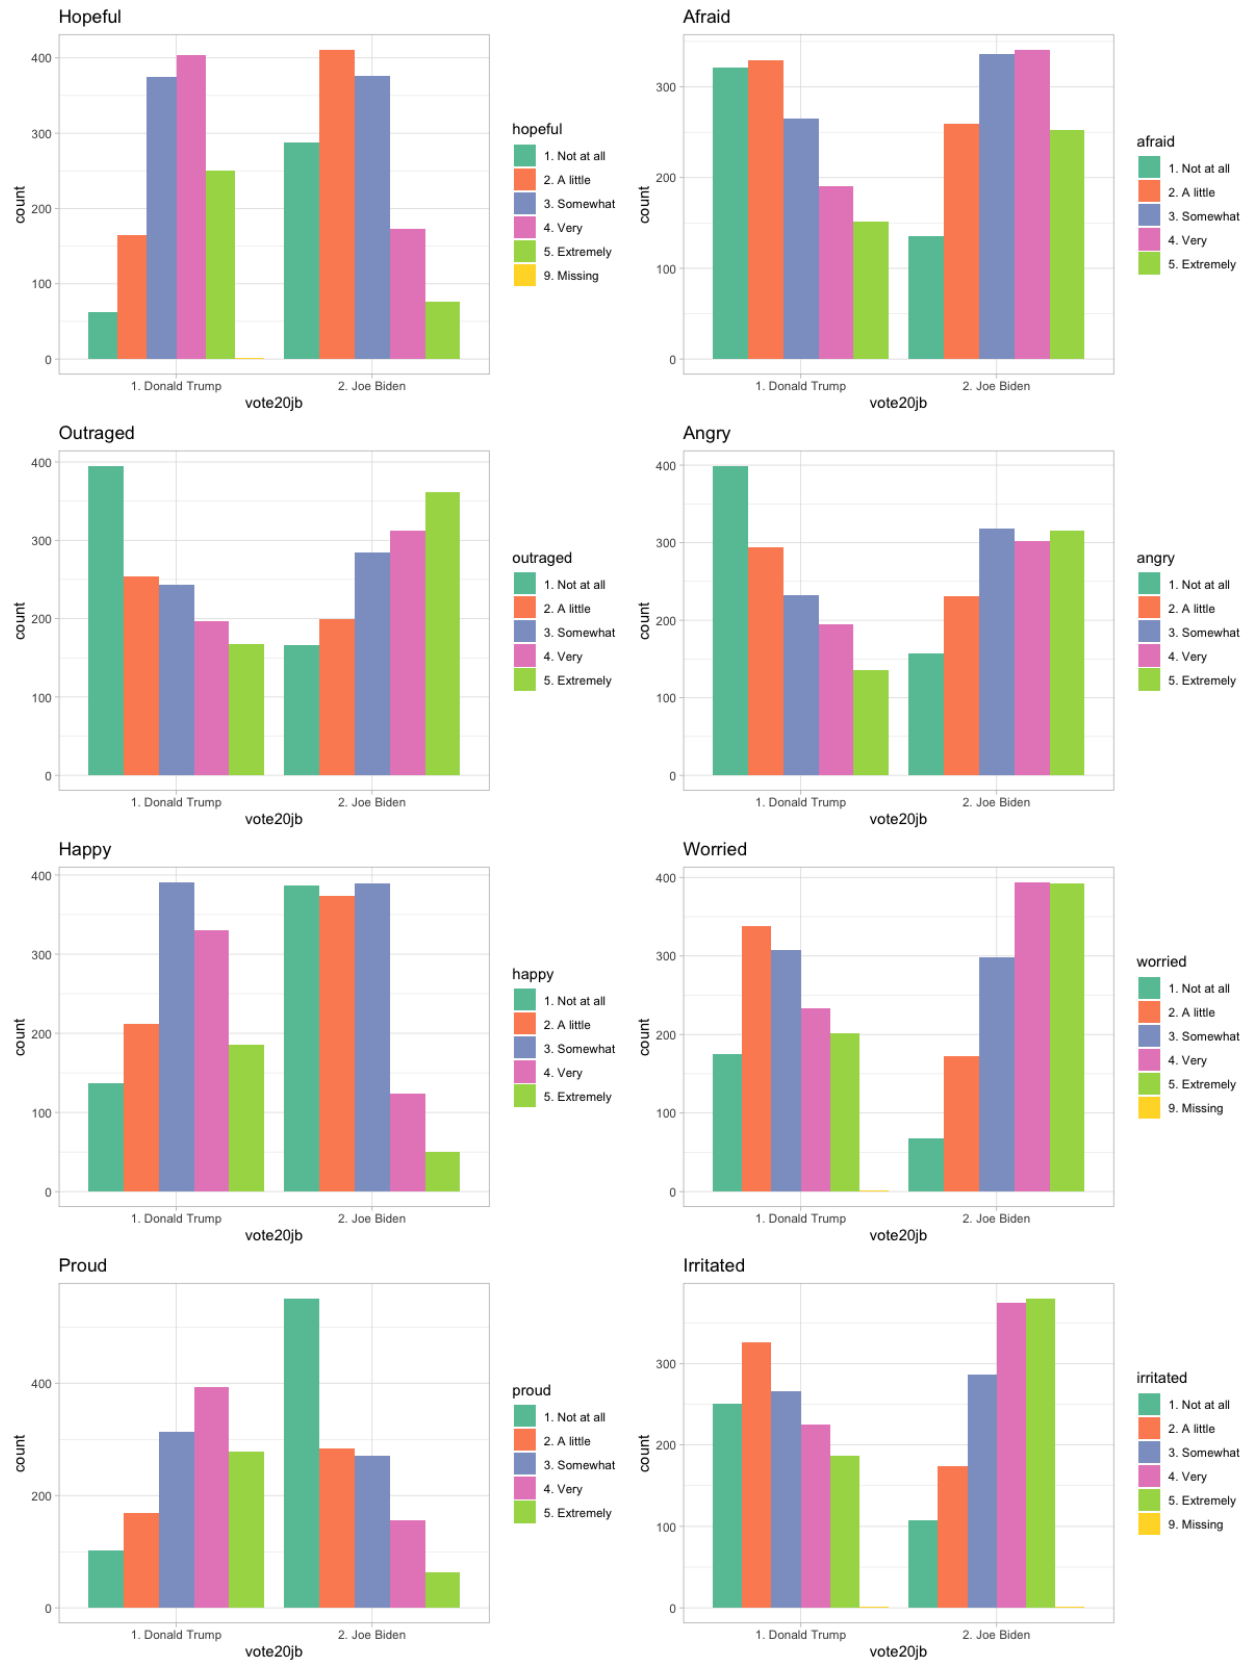 Hopeful
count
400
300
200
100
0
1. Donald Trump
2. Joe Biden
vote20jb
hopeful
1. Not at all
2. A little
3. Somewhat
4. Very
5. Extremely
9. Missing
Afraid
count
300
200
100
0
1. Donald Trump
2. Joe Biden
vote20jb
afraid
1. Not at all
2. A little
3. Somewhat
4. Very
5. Extremely
Outraged
count
400
300
200
100
0
1. Donald Trump
2. Joe Biden
vote20jb
outraged
1. Not at all
2. A little
3. Somewhat
4. Very
5. Extremely
Angry
count
400
300
200
100
0
1. Donald Trump
2. Joe Biden
vote20jb
angry
1. Not at all
2. A little
3. Somewhat
4. Very
5. Extremely
Happy
count
400
300
200
100
0
1. Donald Trump
2. Joe Biden
vote20jb
happy
1. Not at all
2. A little
3. Somewhat
4. Very
5. Extremely
Worried
count
400
300
200
100
0
1. Donald Trump
2. Joe Biden
vote20jb
worried
1. Not at all
2. A little
3. Somewhat
4. Very
5. Extremely
9. Missing
Proud
count
400
200
0
1. Donald Trump
2. Joe Biden
vote20jb
proud
1. Not at all
2. A little
3. Somewhat
4. Very
5. Extremely
Irritated
count
300
200
100
0
1. Donald Trump
2. Joe Biden
vote20jb
irritated
1. Not at all
2. A little
3. Somewhat
4. Very
5. Extremely
9. Missing